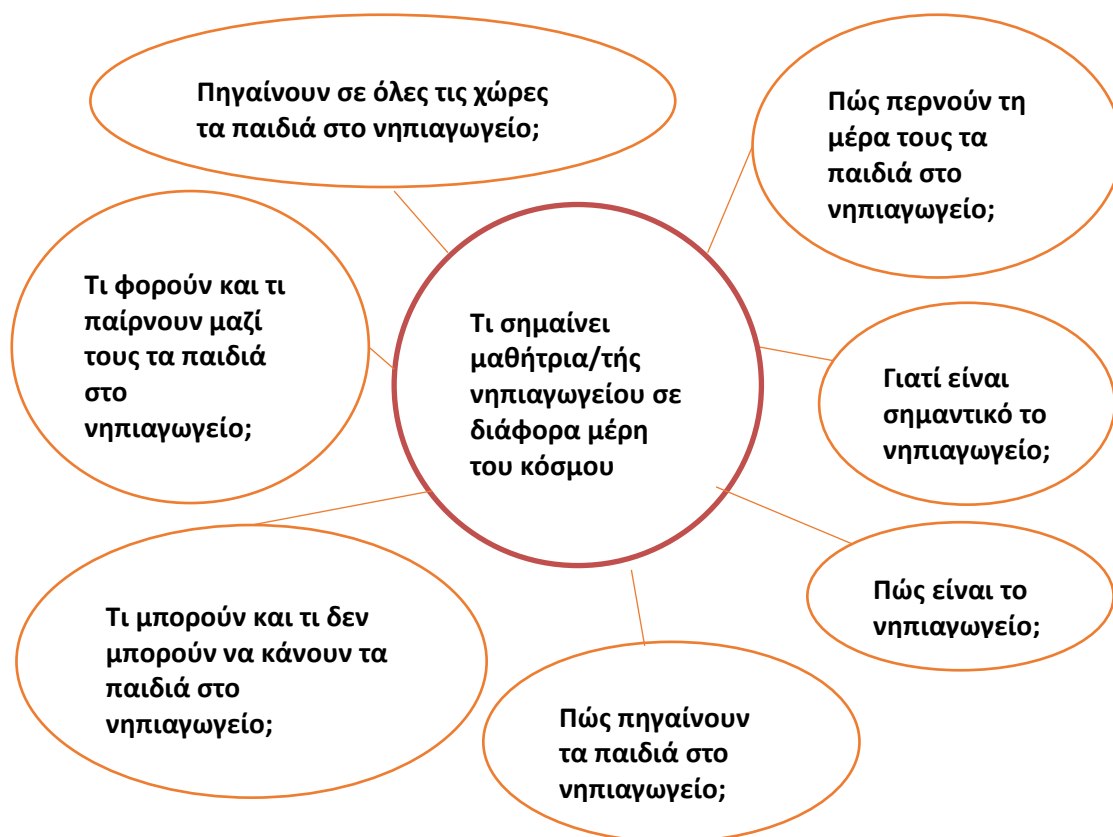 Πηγαίνουν σε όλες τις χώρες
τα παιδιά στο νηπιαγωγείο;
Πώς περνούν τη
μέρα τους τα
παιδιά στο
νηπιαγωγείο;
Τι φορούν και τι
παίρνουν μαζί
τους τα παιδιά
στο
νηπιαγωγείο;
Τι σημαίνει
μαθήτρια/τής
νηπιαγωγείου σε
διάφορα μέρη
του κόσμου
Γιατί είναι
σημαντικό το
νηπιαγωγείο;
Πώς είναι το
νηπιαγωγείο;
Τι μπορούν και τι δεν
μπορούν να κάνουν τα
παιδιά στο
νηπιαγωγείο;
Πώς πηγαίνουν
τα παιδιά στο
νηπιαγωγείο;